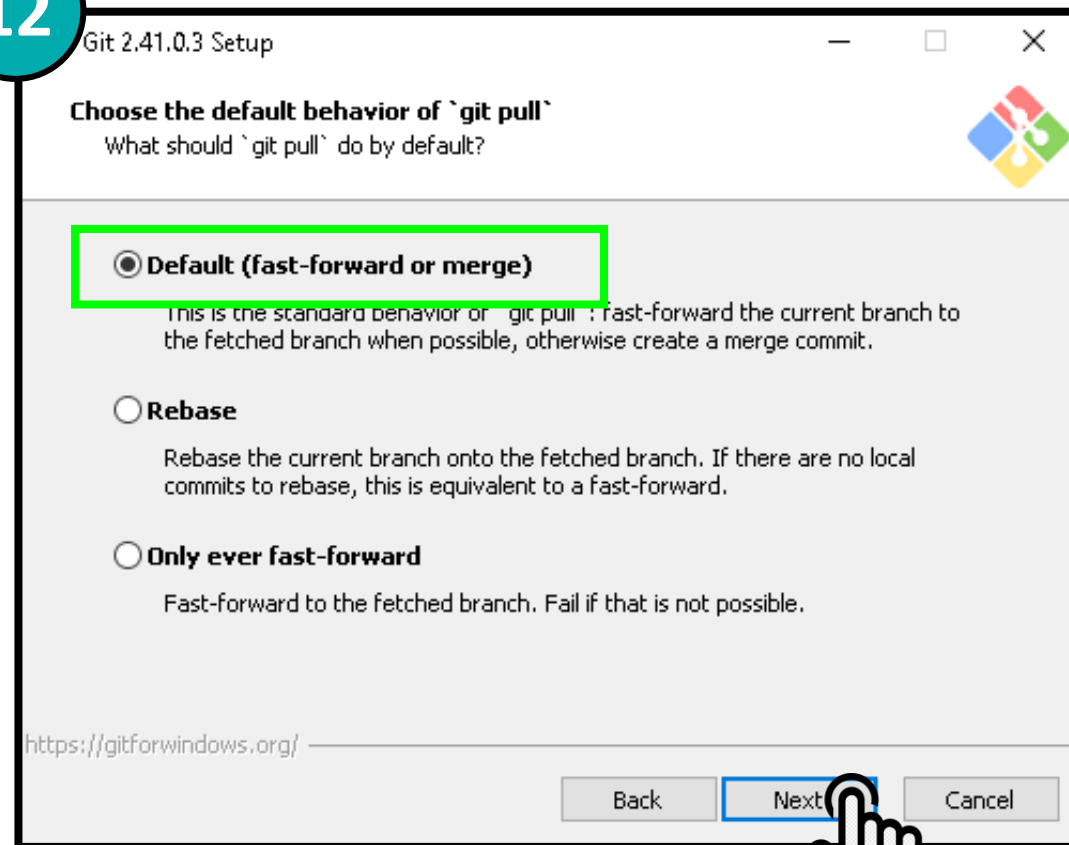 12
Git 2.41.0.3 Setup
Choose the default behavior of `git pull`
What should `git pull` do by default?
Default (fast-forward or merge)
This is the standard behavior of `git pull`: fast-forward the current branch to
the fetched branch when possible, otherwise create a merge commit.
Rebase
Rebase the current branch onto the fetched branch. If there are no local
commits to rebase, this is equivalent to a fast-forward.
Only ever fast-forward
Fast-forward to the fetched branch. Fail if that is not possible.
https://gitforwindows.org/
Back
Next
Cancel